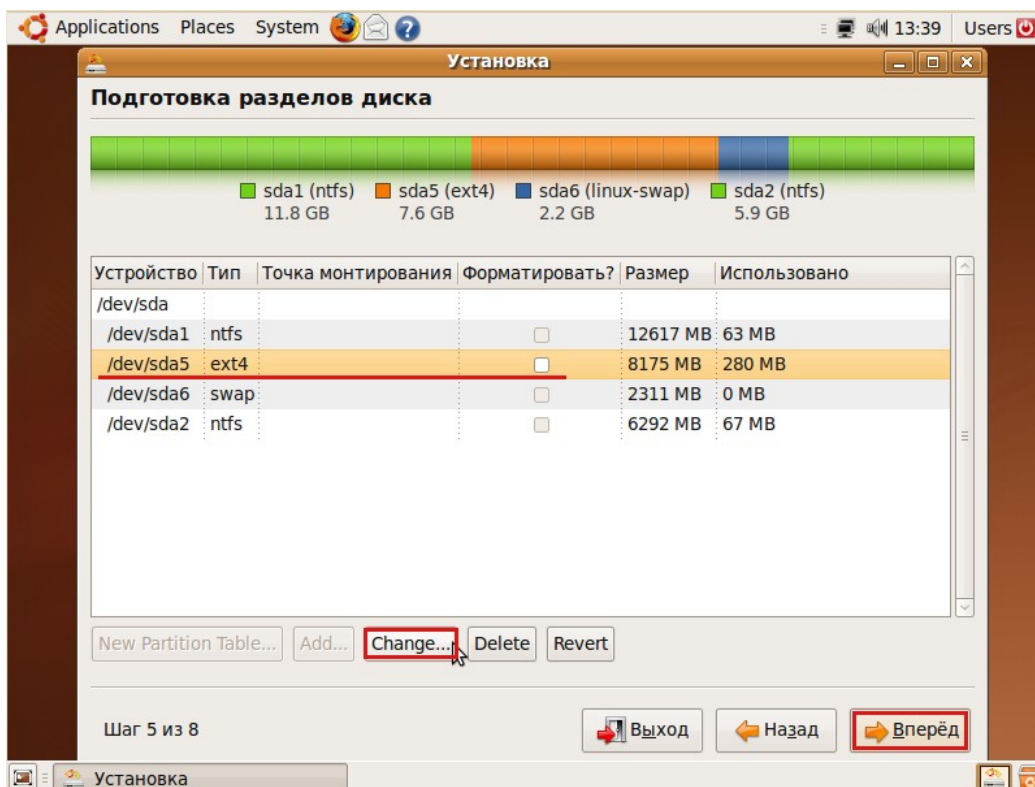 Applications Places System 13:39 Users
Установка
Подготовка разделов диска
sda1 (ntfs) sda5 (ext4) sda6 (linux-swap) sda2 (ntfs)
11.8 GB 7.6 GB 2.2 GB 5.9 GB
Устройство Тип Точка монтирования Форматировать? Размер Использовано
/dev/sda
/dev/sda1 ntfs 12617 MB 63 MB
/dev/sda5 ext4 8175 MB 280 MB
/dev/sda6 swap 2311 MB 0 MB
/dev/sda2 ntfs 6292 MB 67 MB
New Partition Table... Add... Change... Delete Revert
Шаг 5 из 8 Выход Назад Вперёд
Установка